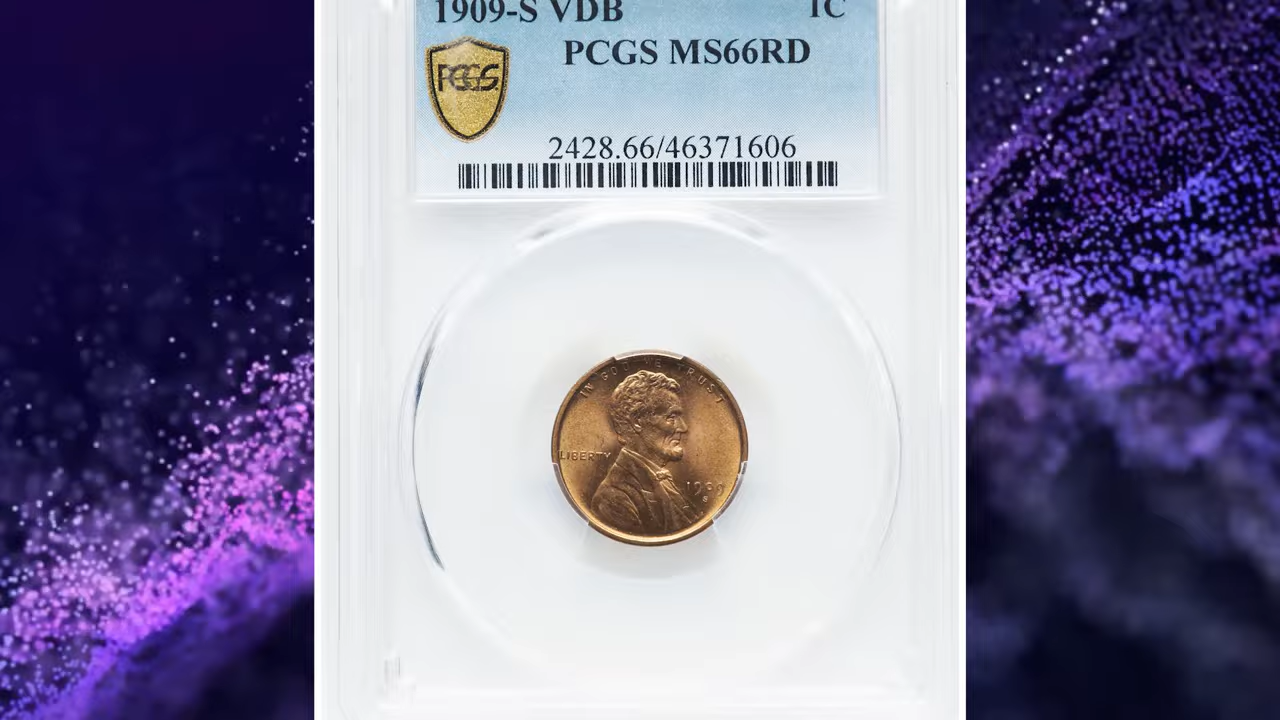 1909-S VDB 1C
PCGS MS66RD
PCGS
2428.66/46371606
IN GOD WE TRUST
LIBERTY
1909
S